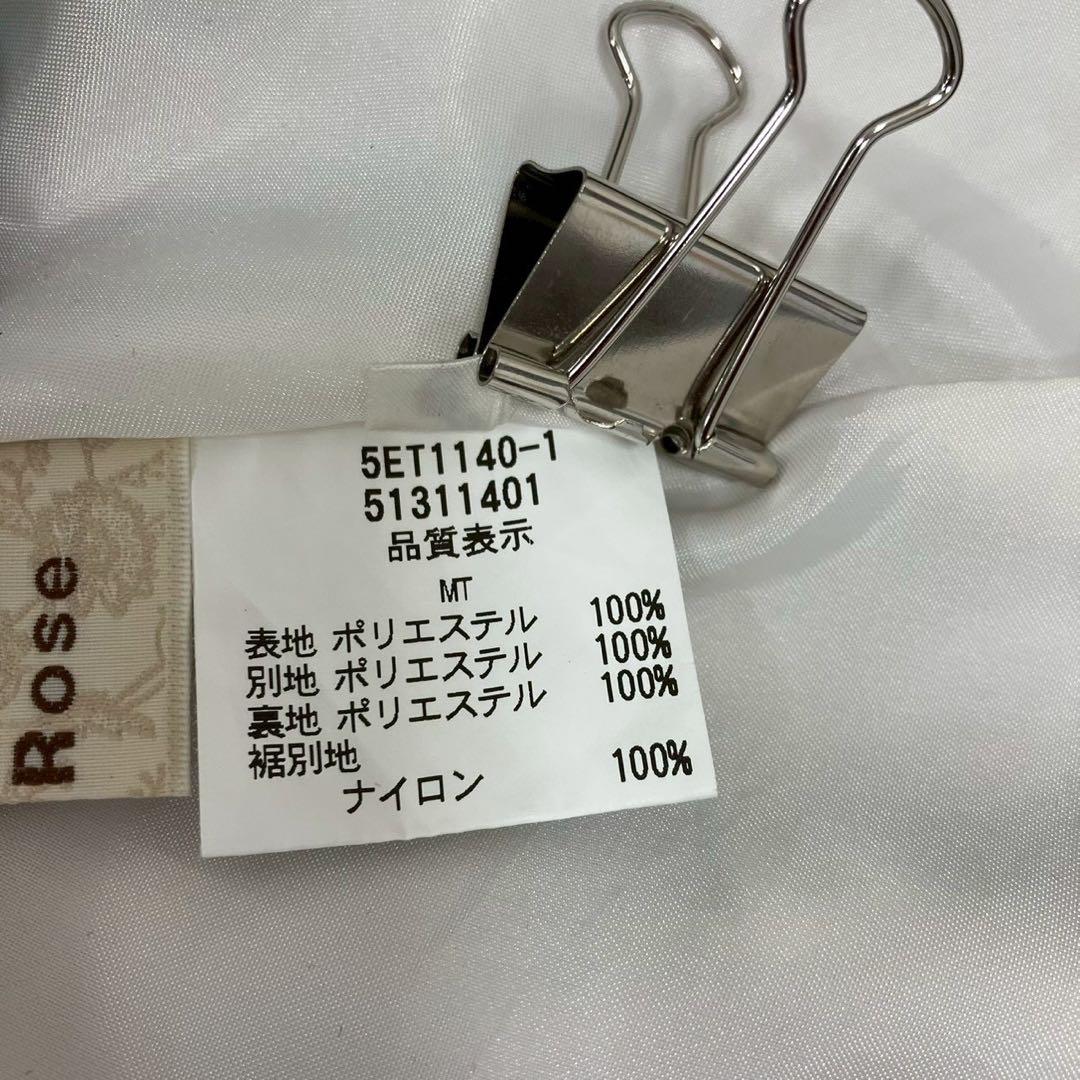 5ET1140-1
51311401
品質表示
MT
表地 ポリエステル 100%
別地 ポリエステル 100%
裏地 ポリエステル 100%
裾別地
ナイロン 100%
Rose